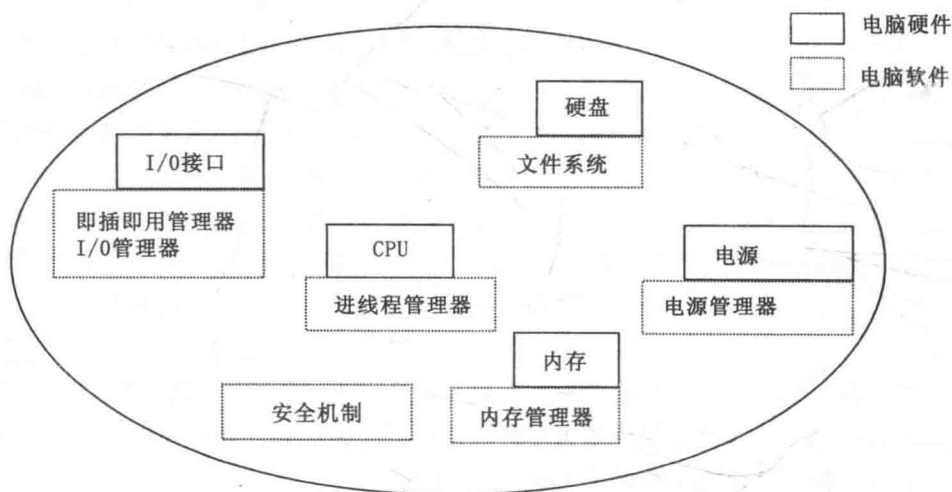 电脑硬件
电脑软件
硬盘
文件系统
I/O接口
即插即用管理器
I/O管理器
CPU
进线程管理器
电源
电源管理器
内存
内存管理器
安全机制